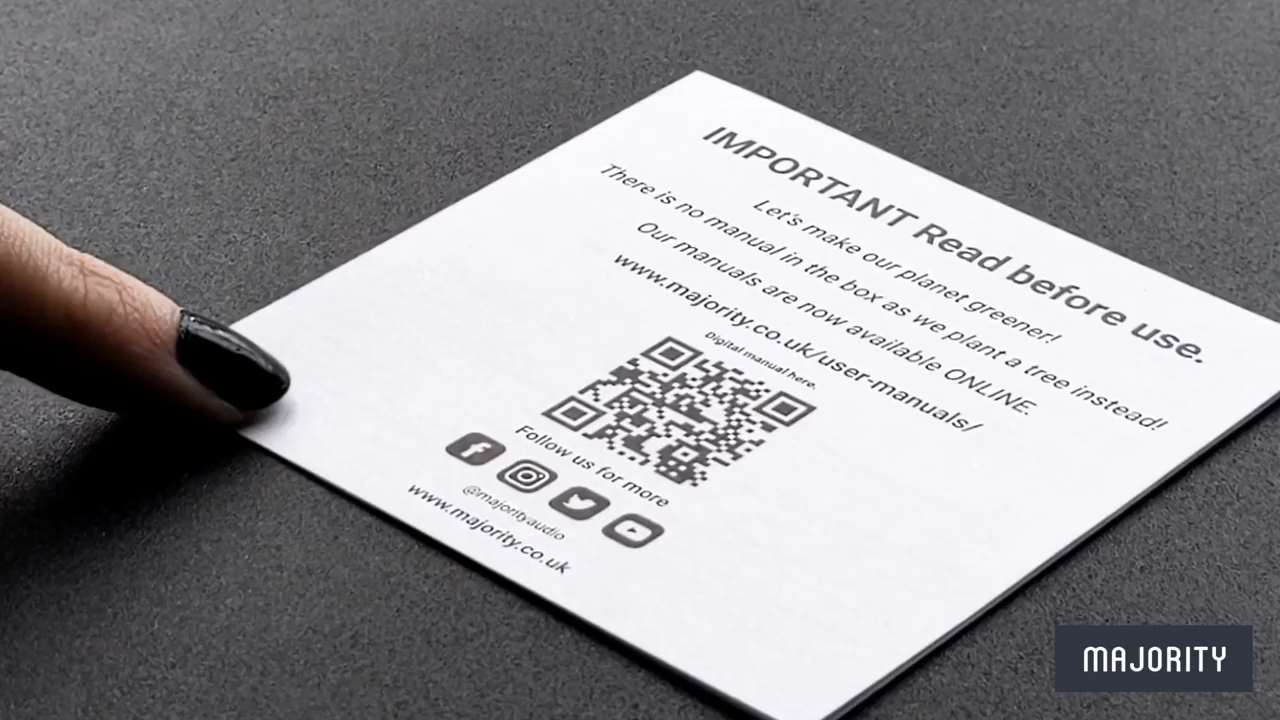 IMPORTANT Read before use.
Let's make our planet greener!
There is no manual in the box as we plant a tree instead!
Our manuals are now available ONLINE.
www.majority.co.uk/user-manuals/
Digital manual here.
Follow us for more
@majorityaudio
www.majority.co.uk
MAJORITY